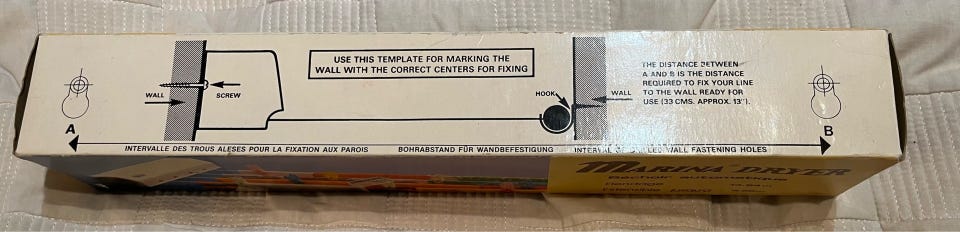 USE THIS TEMPLATE FOR MARKING THE
WALL WITH THE CORRECT CENTERS FOR FIXING
THE DISTANCE BETWEEN
A AND B IS THE DISTANCE
REQUIRED TO FIX YOUR LINE
TO THE WALL READY FOR
USE (33 CMS. APPROX. 13").
WALL
SCREW
HOOK
WALL
A
B
INTERVALLE DES TROUS ALESES POUR LA FIXATION AUX PAROIS
BOHRABSTAND FÜR WANDBEFESTIGUNG
WALL FASTENING HOLES
MARINA DRYER
Séchoir automatique